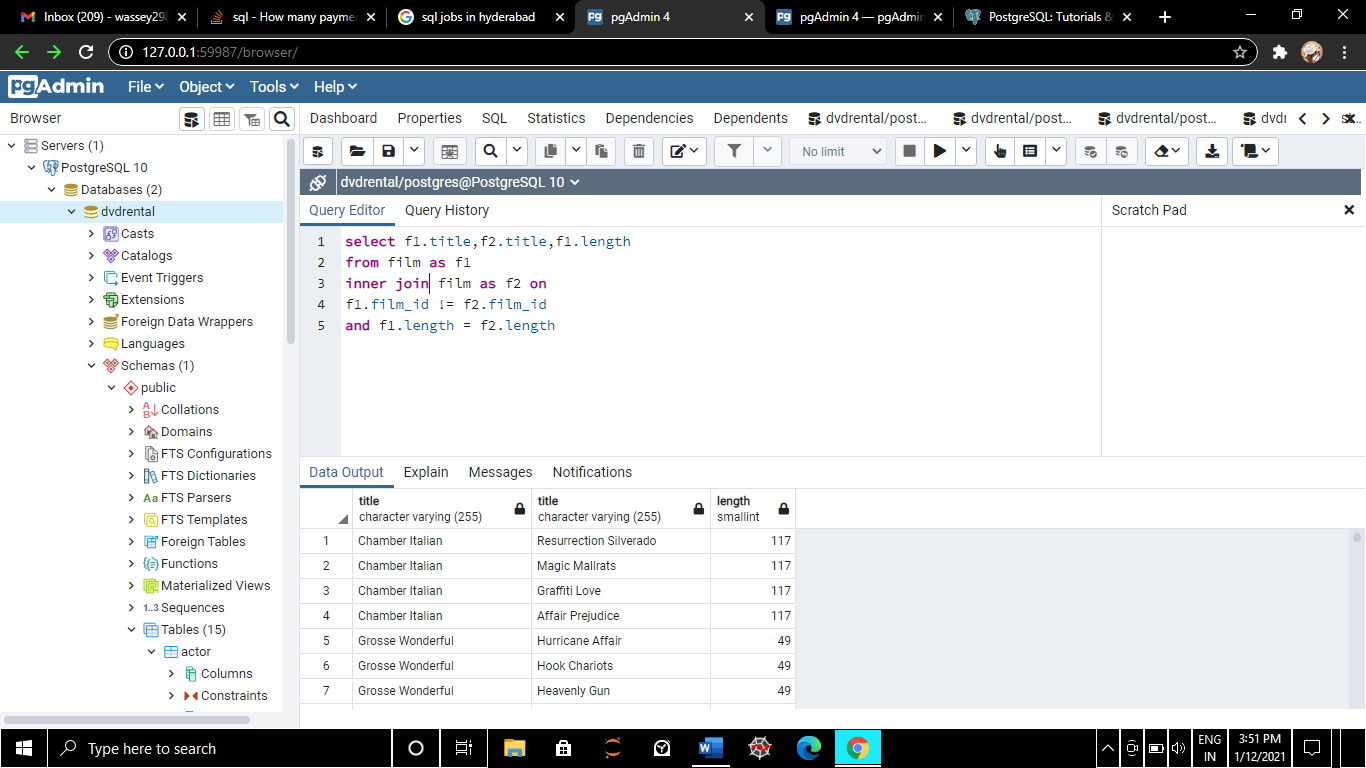 Inbox (209) - wassey298
sql - How many payme
sql jobs in hyderabad
pgAdmin 4
pgAdmin 4 — pgAdmin
PostgreSQL: Tutorials &
127.0.0.1:59987/browser/
pgAdmin File Object Tools Help
Browser
Dashboard Properties SQL Statistics Dependencies Dependents dvdrental/post... dvdrental/post... dvdrental/post...
Servers (1)
PostgreSQL 10
Databases (2)
dvdrental
Casts
Catalogs
Event Triggers
Extensions
Foreign Data Wrappers
Languages
Schemas (1)
public
Collations
Domains
FTS Configurations
FTS Dictionaries
Aa FTS Parsers
FTS Templates
Foreign Tables
Functions
Materialized Views
1..3 Sequences
Tables (15)
actor
Columns
Constraints
No limit
dvdrental/postgres@PostgreSQL 10
Query Editor Query History
Scratch Pad
1 select f1.title,f2.title,f1.length
2 from film as f1
3 inner join film as f2 on
4 f1.film_id != f2.film_id
5 and f1.length = f2.length
Data Output Explain Messages Notifications
title title length
character varying (255) character varying (255) smallint
1 Chamber Italian Resurrection Silverado 117
2 Chamber Italian Magic Mallrats 117
3 Chamber Italian Graffiti Love 117
4 Chamber Italian Affair Prejudice 117
5 Grosse Wonderful Hurricane Affair 49
6 Grosse Wonderful Hook Chariots 49
7 Grosse Wonderful Heavenly Gun 49
Type here to search
ENG
IN
3:51 PM
1/12/2021